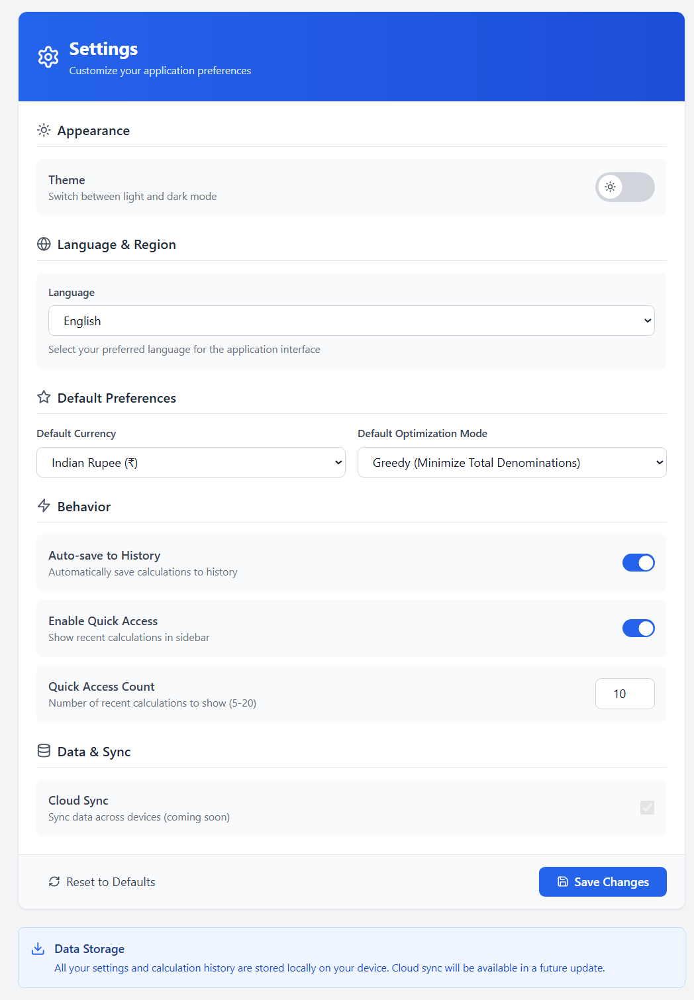 Settings
Customize your application preferences
Appearance
Theme
Switch between light and dark mode
Language & Region
Language
English
Select your preferred language for the application interface
Default Preferences
Default Currency
Indian Rupee (₹)
Default Optimization Mode
Greedy (Minimize Total Denominations)
Behavior
Auto-save to History
Automatically save calculations to history
Enable Quick Access
Show recent calculations in sidebar
Quick Access Count
Number of recent calculations to show (5-20)
10
Data & Sync
Cloud Sync
Sync data across devices (coming soon)
Reset to Defaults
Save Changes
Data Storage
All your settings and calculation history are stored locally on your device. Cloud sync will be available in a future update.